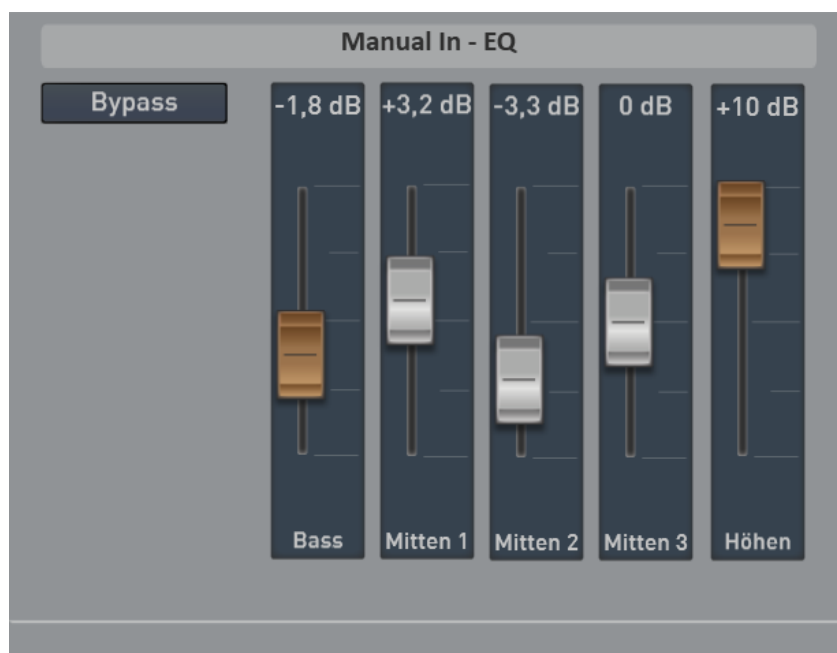 Manual In - EQ
Bypass
-1,8 dB +3,2 dB -3,3 dB 0 dB +10 dB
Bass Mitten 1 Mitten 2 Mitten 3 Höhen